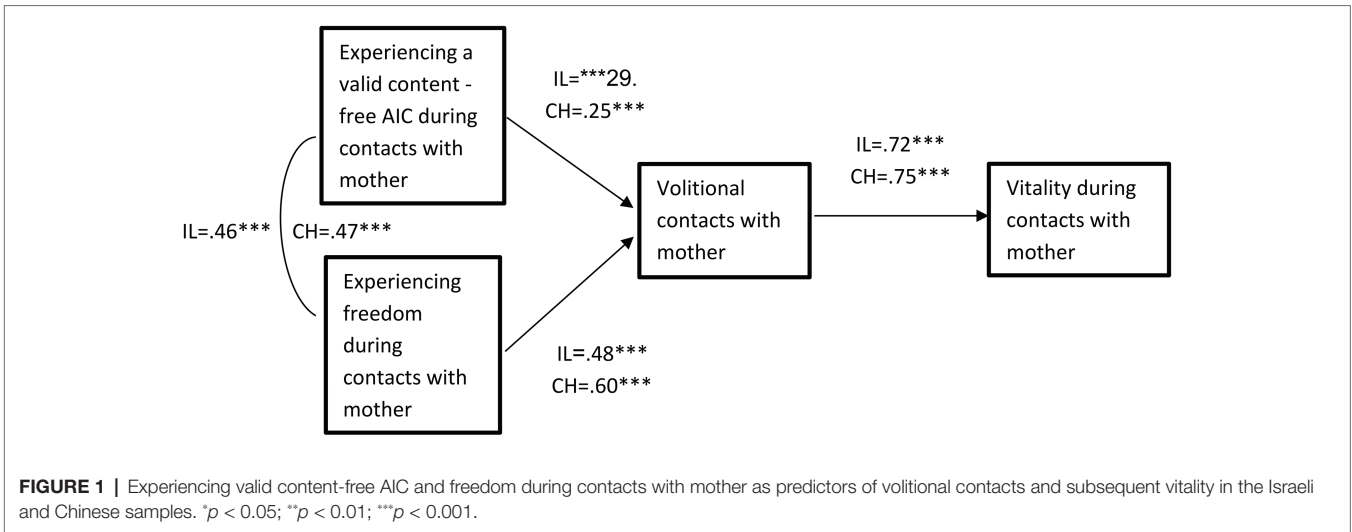 Experiencing a
valid content -
free AIC during
contacts with
mother
IL=***29.
CH=.25***
IL=.46***
CH=.47***
Experiencing
freedom
during
contacts with
mother
IL=.48***
CH=.60***
Volitional
contacts with
mother
IL=.72***
CH=.75***
Vitality during
contacts with
mother
FIGURE 1 | Experiencing valid content-free AIC and freedom during contacts with mother as predictors of volitional contacts and subsequent vitality in the Israeli
and Chinese samples. *p < 0.05; **p < 0.01; ***p < 0.001.